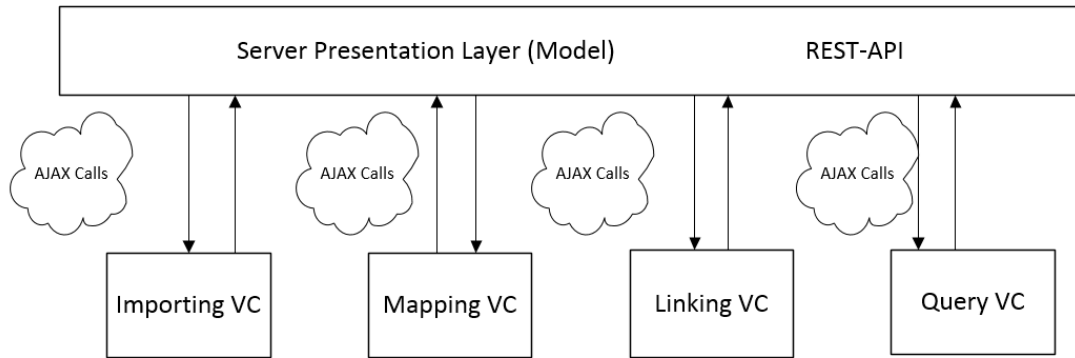 Server Presentation Layer (Model) REST-API
AJAX Calls AJAX Calls AJAX Calls AJAX Calls
Importing VC Mapping VC Linking VC Query VC